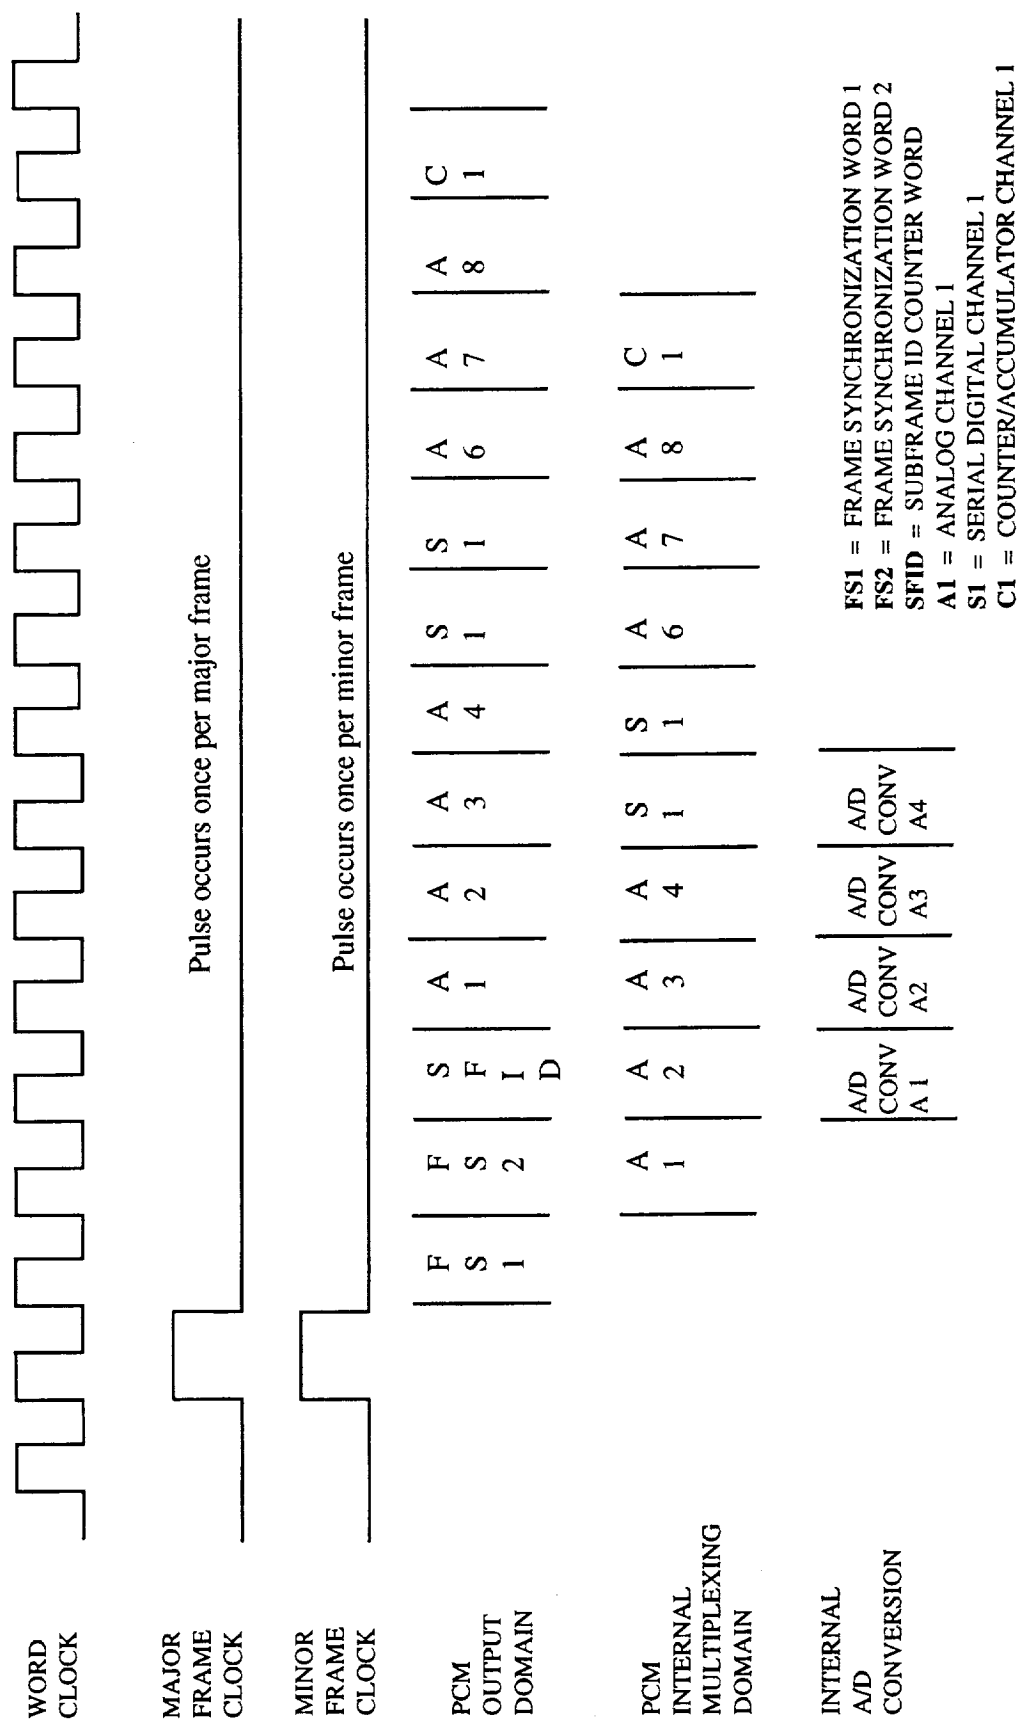 WORD
CLOCK
MAJOR
FRAME
CLOCK
Pulse occurs once per major frame
MINOR
FRAME
CLOCK
Pulse occurs once per minor frame
PCM
OUTPUT
DOMAIN
F S 1
F S 2
S F I D
A 1
A 2
A 3
A 4
S 1
S 1
A 6
A 7
A 8
C 1
PCM
INTERNAL
MULTIPLEXING
DOMAIN
A 1
A 2
A 3
A 4
S 1
S 1
A 6
A 7
A 8
C 1
INTERNAL
A/D
CONVERSION
A/D
CONV
A 1
A/D
CONV
A2
A/D
CONV
A3
A/D
CONV
A4
FS1 = FRAME SYNCHRONIZATION WORD 1
FS2 = FRAME SYNCHRONIZATION WORD 2
SFID = SUBFRAME ID COUNTER WORD
A1 = ANALOG CHANNEL 1
S1 = SERIAL DIGITAL CHANNEL 1
C1 = COUNTER/ACCUMULATOR CHANNEL 1